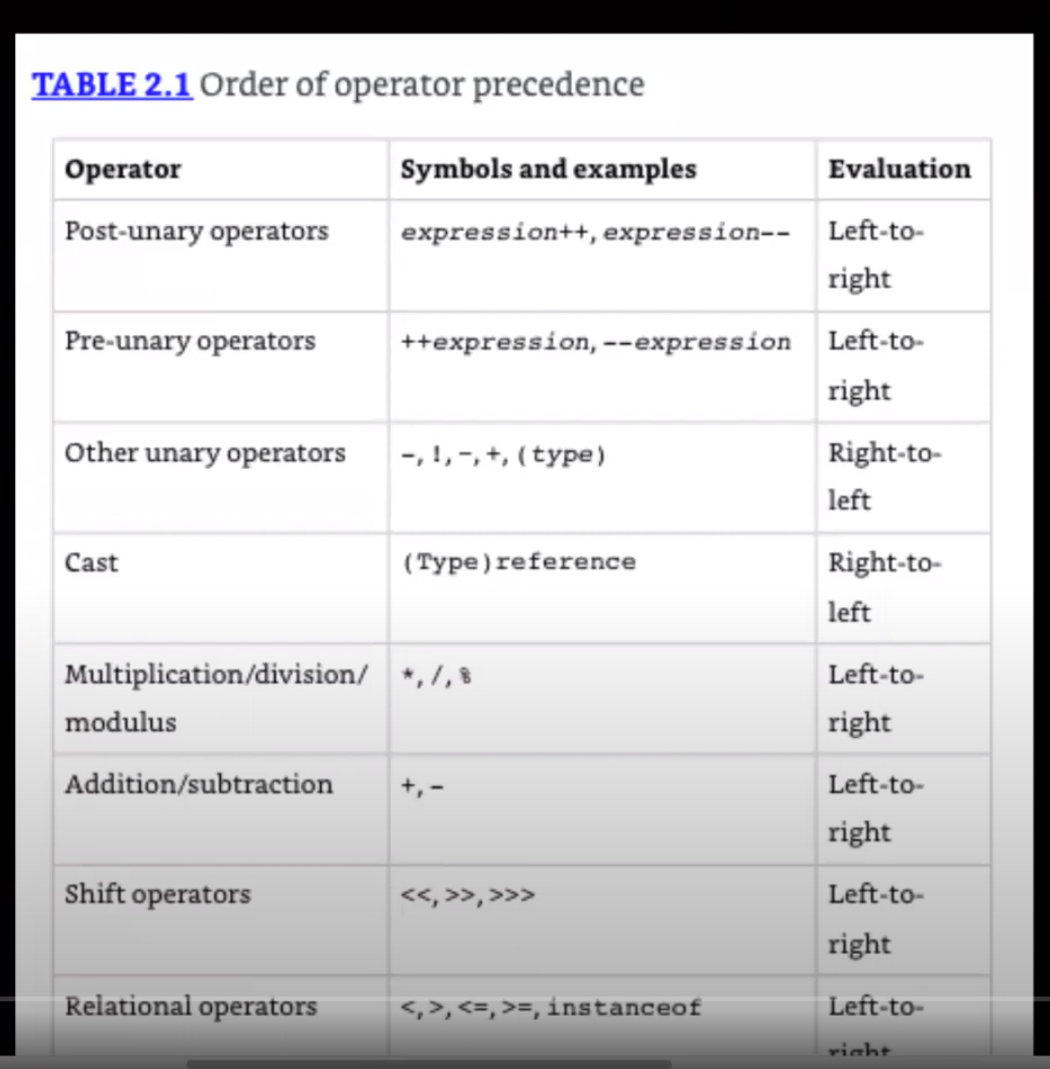 TABLE 2.1 Order of operator precedence
Operator Symbols and examples Evaluation
Post-unary operators expression++, expression-- Left-to-
right
Pre-unary operators ++expression, --expression Left-to-
right
Other unary operators -, !, ~, +, (type) Right-to-
left
Cast (Type)reference Right-to-
left
Multiplication/division/ *, /, % Left-to-
modulus right
Addition/subtraction +, - Left-to-
right
Shift operators <<, >>, >>> Left-to-
right
Relational operators <, >, <=, >=, instanceof Left-to-
right